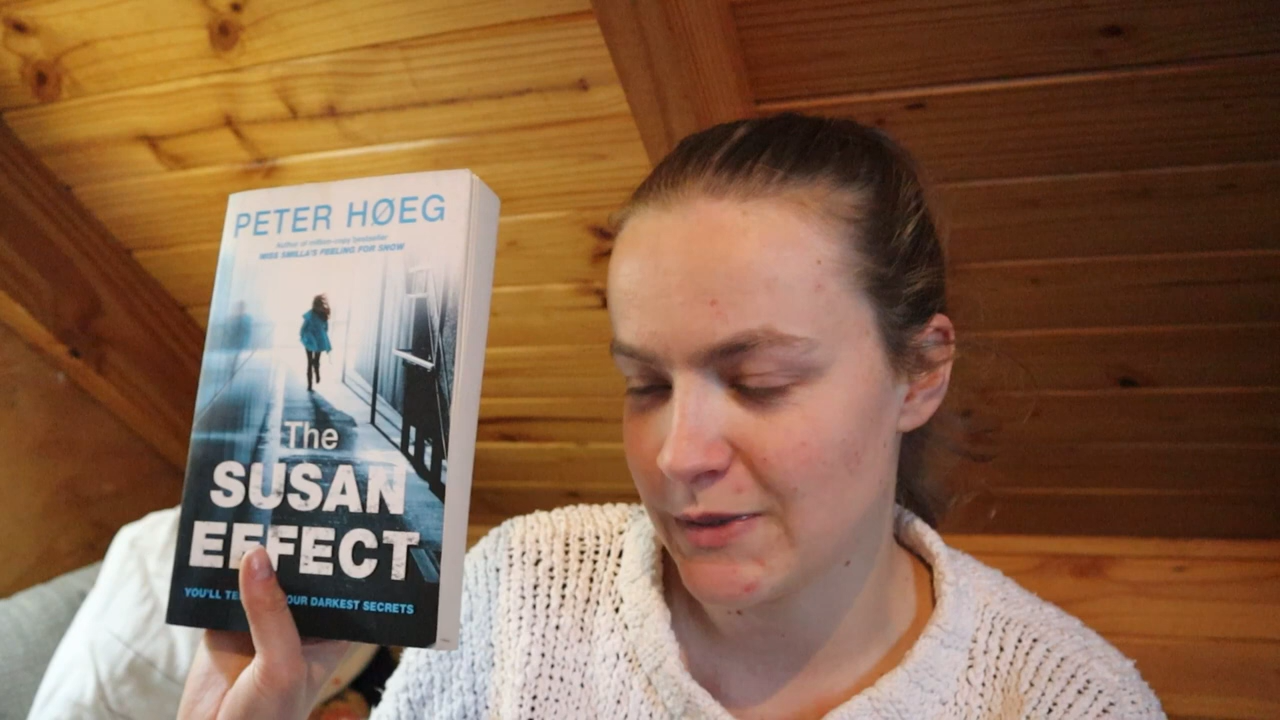 PETER HØEG
Author of million-copy bestseller
MISS SMILLA'S FEELING FOR SNOW
The
SUSAN
EFFECT
YOU'LL TE OUR DARKEST SECRETS